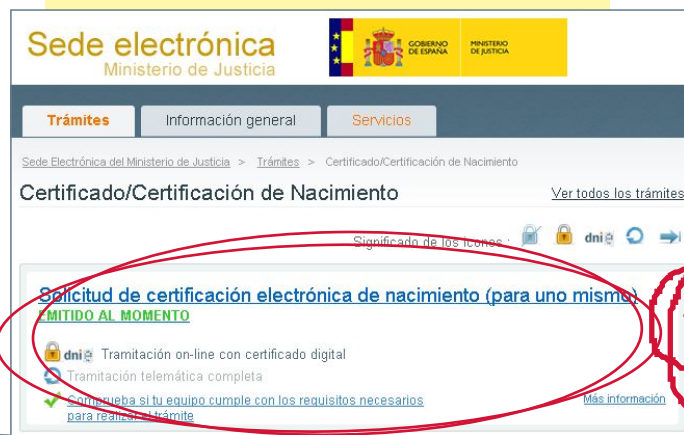 Sede electrónica
Ministerio de Justicia
GOBIERNO DE ESPAÑA
MINISTERIO DE JUSTICIA
Trámites
Información general
Servicios
Sede Electrónica del Ministerio de Justicia > Trámites > Certificado/Certificación de Nacimiento
Certificado/Certificación de Nacimiento
Ver todos los trámites
Significado de los iconos :
dni e
Solicitud de certificación electrónica de nacimiento (para uno mismo)
EMITIDO AL MOMENTO
dni e Tramitación on-line con certificado digital
Tramitación telemática completa
Comprueba si tu equipo cumple con los requisitos necesarios
para realizar el trámite
Más información